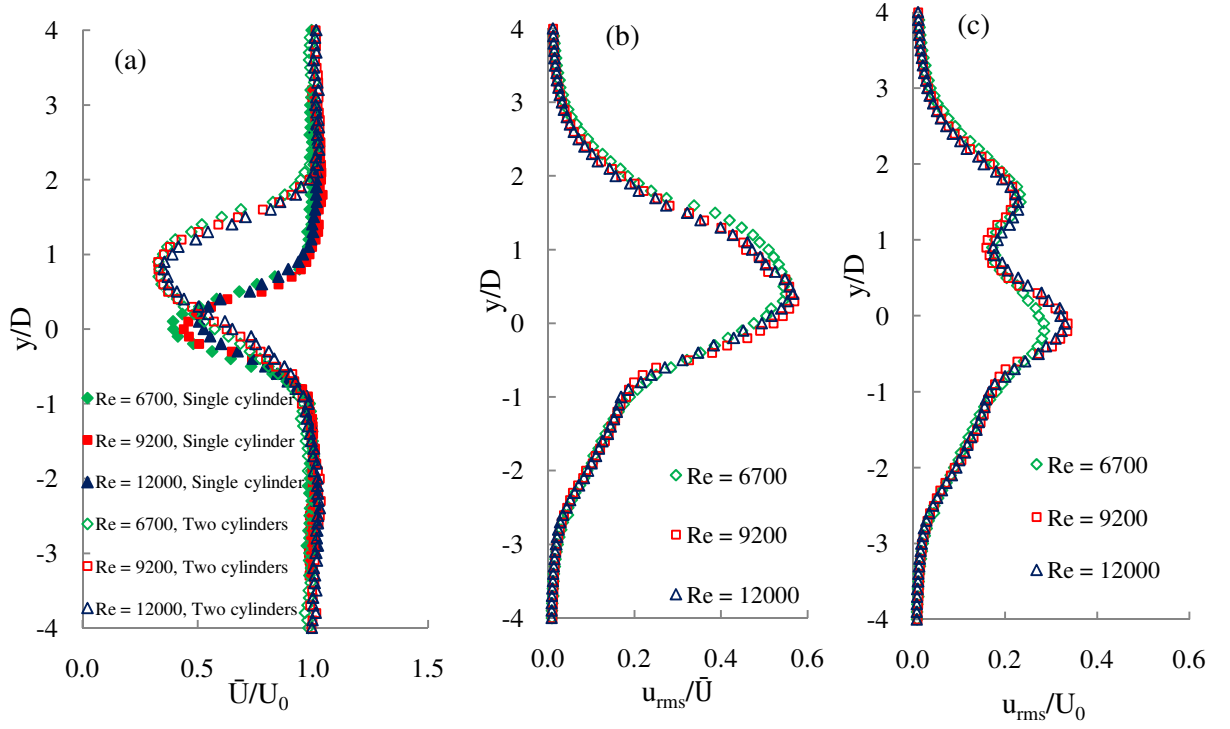 (a)
4
3
2
1
0
-1
-2
-3
-4
y/D
Re = 6700, Single cylinder
Re = 9200, Single cylinder
Re = 12000, Single cylinder
Re = 6700, Two cylinders
Re = 9200, Two cylinders
Re = 12000, Two cylinders
0.0 0.5 1.0 1.5
Ū/U₀
(b)
4
3
2
1
0
-1
-2
-3
-4
y/D
Re = 6700
Re = 9200
Re = 12000
0.0 0.2 0.4 0.6
uᵣₘₛ/Ū
(c)
4
3
2
1
0
-1
-2
-3
-4
y/D
Re = 6700
Re = 9200
Re = 12000
0.0 0.2 0.4 0.6
uᵣₘₛ/U₀